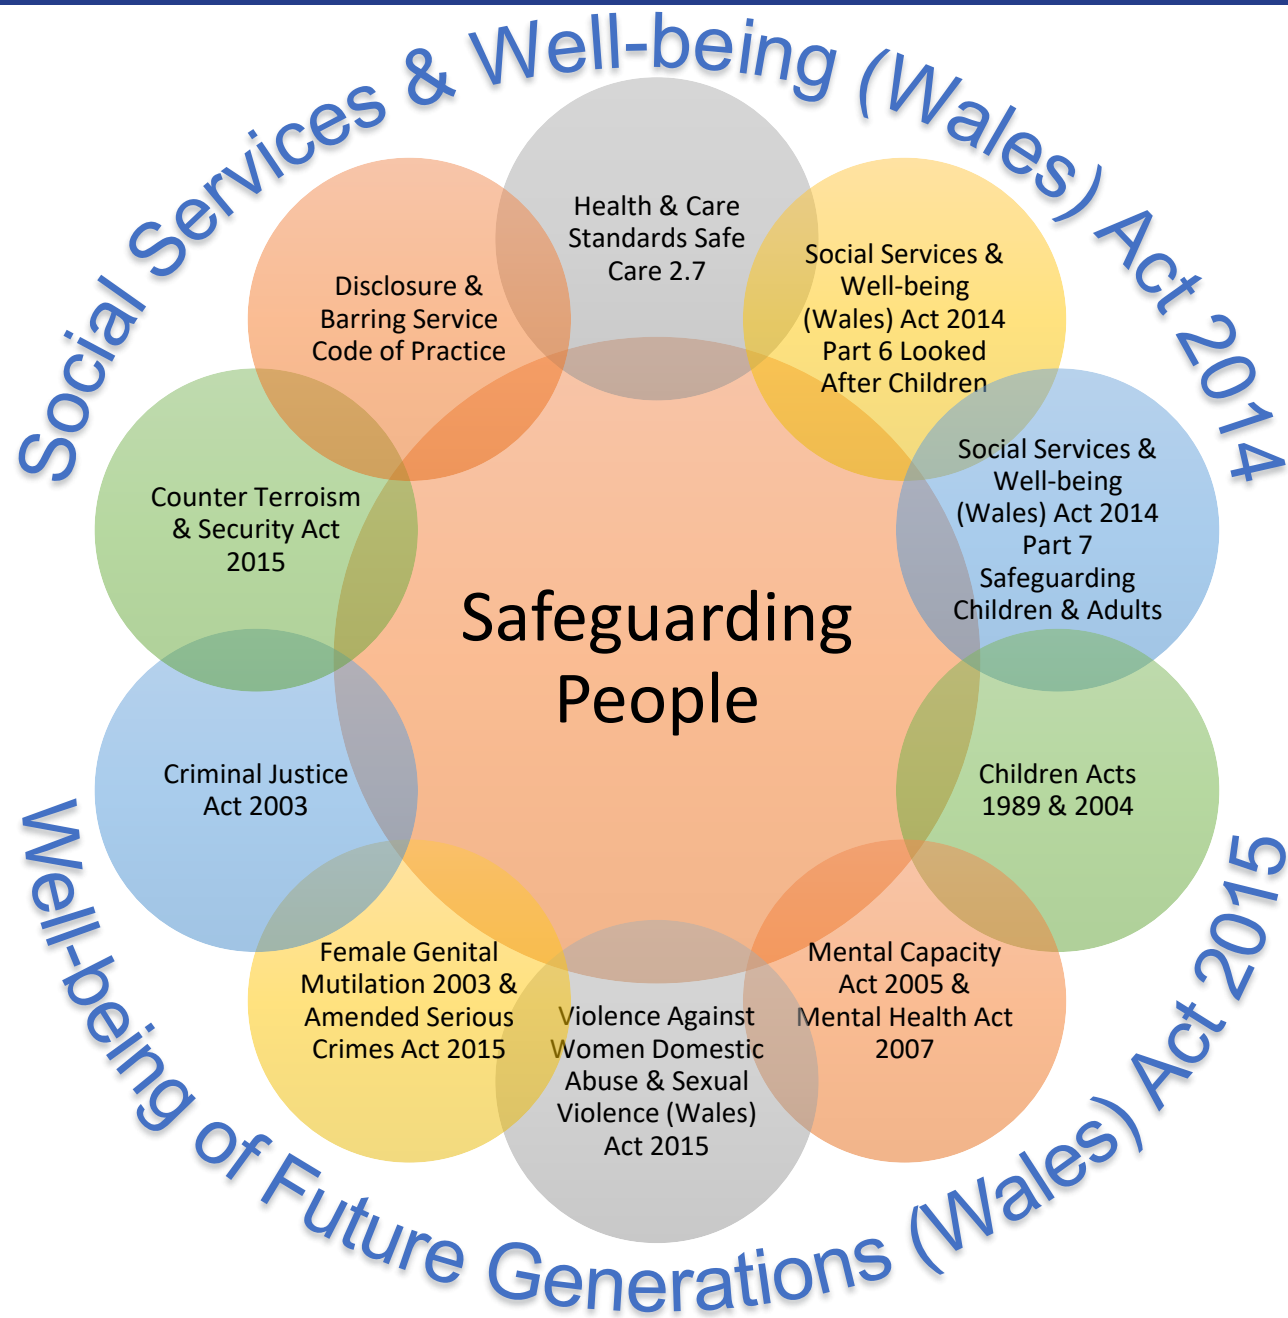 Social Services & Well-being (Wales) Act 2014
Health & Care
Standards Safe
Care 2.7
Social Services &
Well-being
(Wales) Act 2014
Part 6 Looked
After Children
Social Services &
Well-being
(Wales) Act 2014
Part 7
Safeguarding
Children & Adults
Children Acts
1989 & 2004
Mental Capacity
Act 2005 &
Mental Health Act
2007
Violence Against
Women Domestic
Abuse & Sexual
Violence (Wales)
Act 2015
Female Genital
Mutilation 2003 &
Amended Serious
Crimes Act 2015
Criminal Justice
Act 2003
Counter Terroism
& Security Act
2015
Disclosure &
Barring Service
Code of Practice
Safeguarding
People
Well-being of Future Generations (Wales) Act 2015